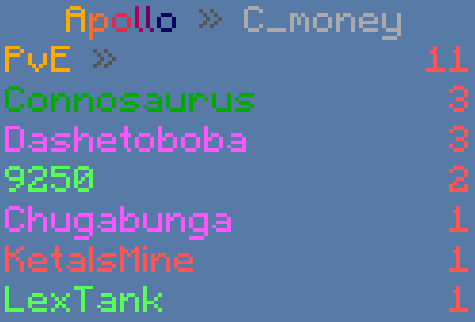 Apollo » C_money
PvE » 11
Connosaurus 3
Dashetoboba 3
9250 2
Chugabunga 1
KetalsMine 1
LexTank 1